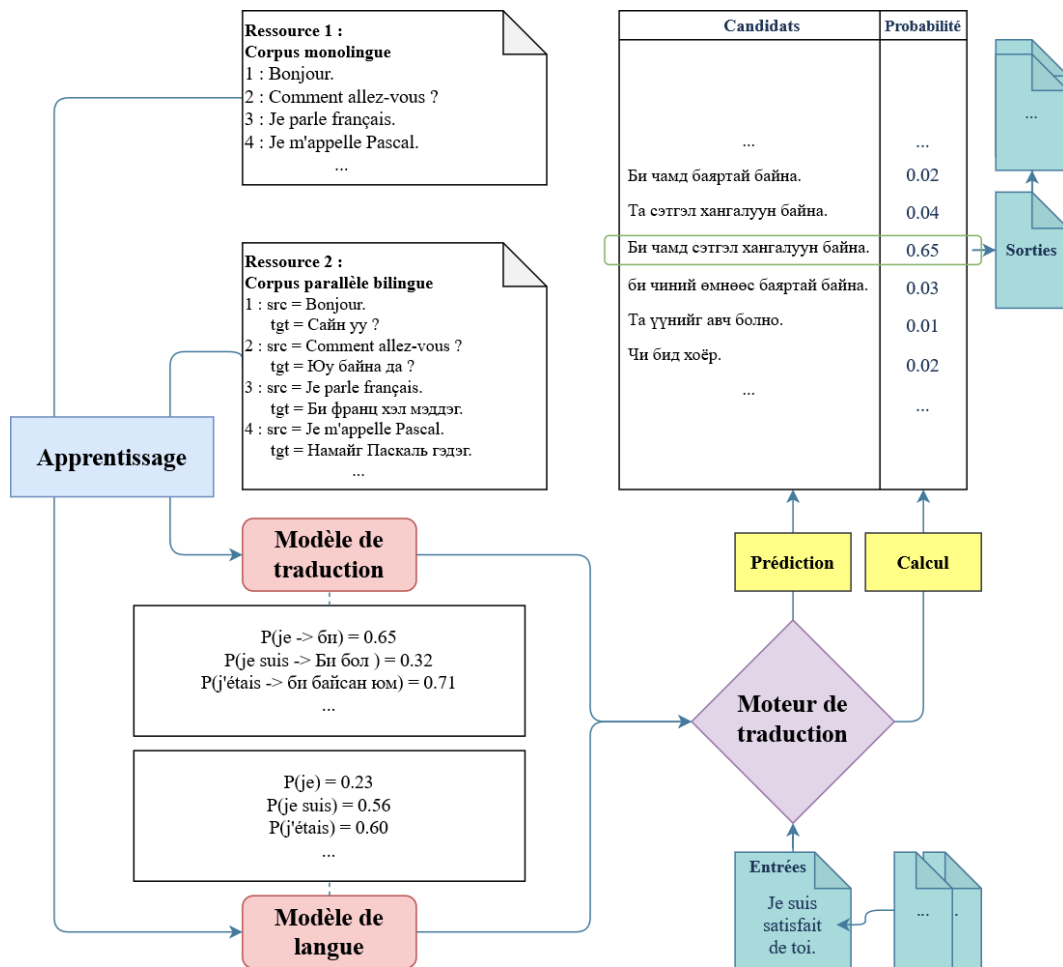 Ressource 1 :
Corpus monolingue
1 : Bonjour.
2 : Comment allez-vous ?
3 : Je parle français.
4 : Je m'appelle Pascal.
...
Ressource 2 :
Corpus parallèle bilingue
1 : src = Bonjour.
tgt = Сайн уу ?
2 : src = Comment allez-vous ?
tgt = Юу байна да ?
3 : src = Je parle français.
tgt = Би франц хэл мэддэг.
4 : src = Je m'appelle Pascal.
tgt = Намайг Паскаль гэдэг.
...
Apprentissage
Modèle de
traduction
P(je -> би) = 0.65
P(je suis -> Би бол ) = 0.32
P(j'étais -> би байсан юм) = 0.71
...
P(je) = 0.23
P(je suis) = 0.56
P(j'étais) = 0.60
...
Modèle de
langue
Candidats Probabilité
... ...
Би чамд баяртай байна. 0.02
Та сэтгэл хангалуун байна. 0.04
Би чамд сэтгэл хангалуун байна. 0.65
би чиний өмнөөс баяртай байна. 0.03
Та үүнийг авч болно. 0.01
Чи бид хоёр. 0.02
... ...
...
Sorties
Prédiction
Calcul
Moteur de
traduction
Entrées
Je suis
satisfait
de toi.
... .